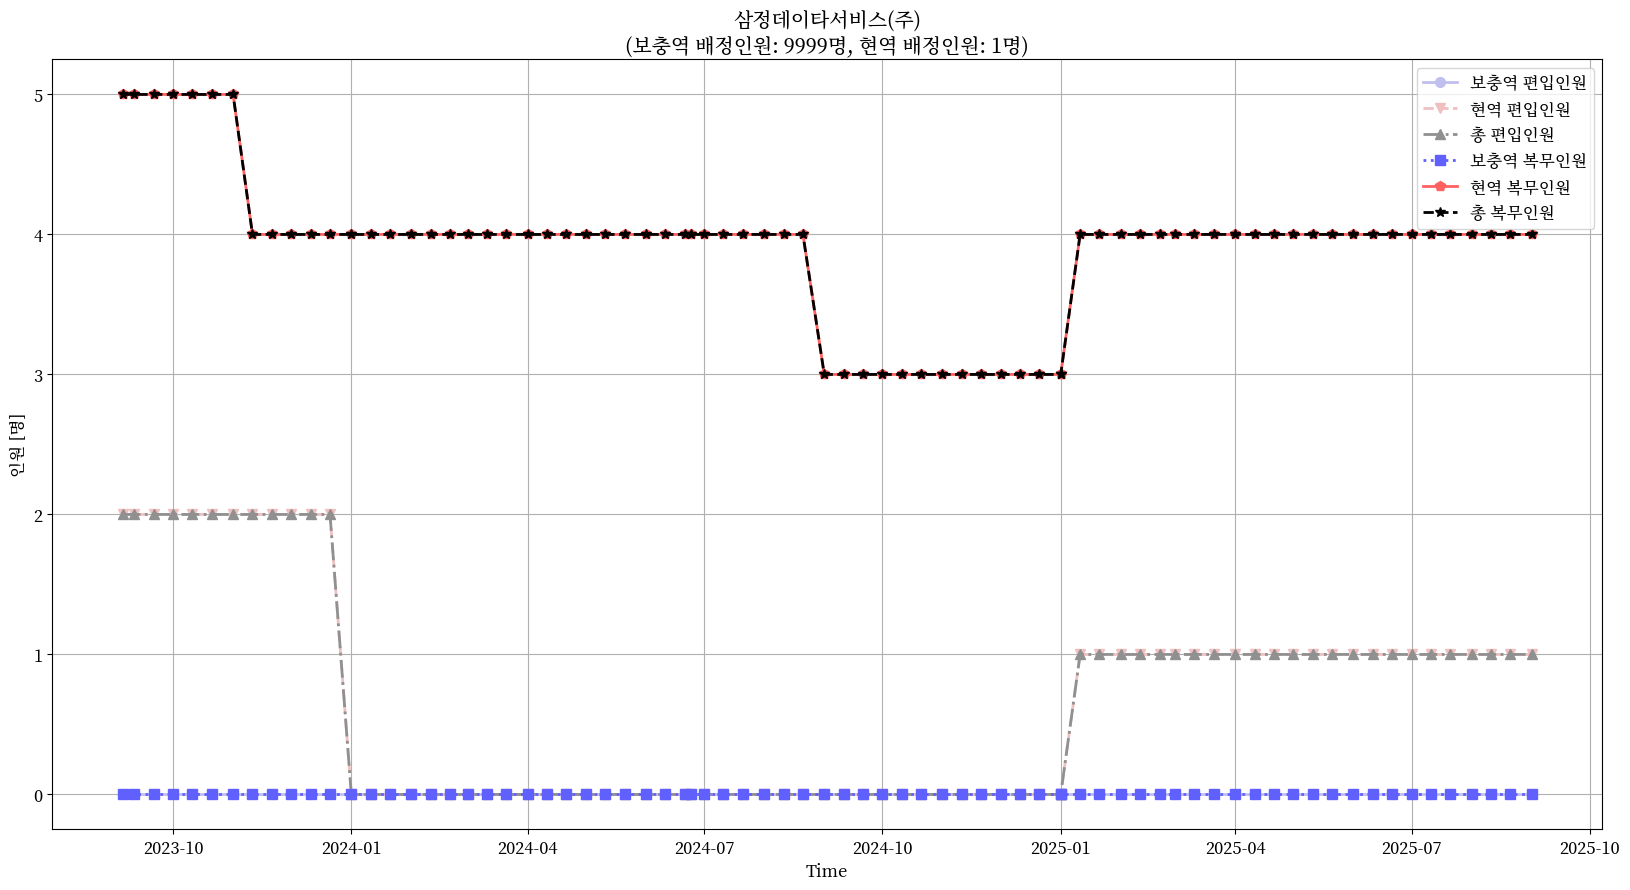 삼정데이타서비스(주)
(보충역 배정인원: 9999명, 현역 배정인원: 1명)
보충역 편입인원
현역 편입인원
총 편입인원
보충역 복무인원
현역 복무인원
총 복무인원
인원 [명]
5
4
3
2
1
0
2023-10
2024-01
2024-04
2024-07
2024-10
2025-01
2025-04
2025-07
2025-10
Time